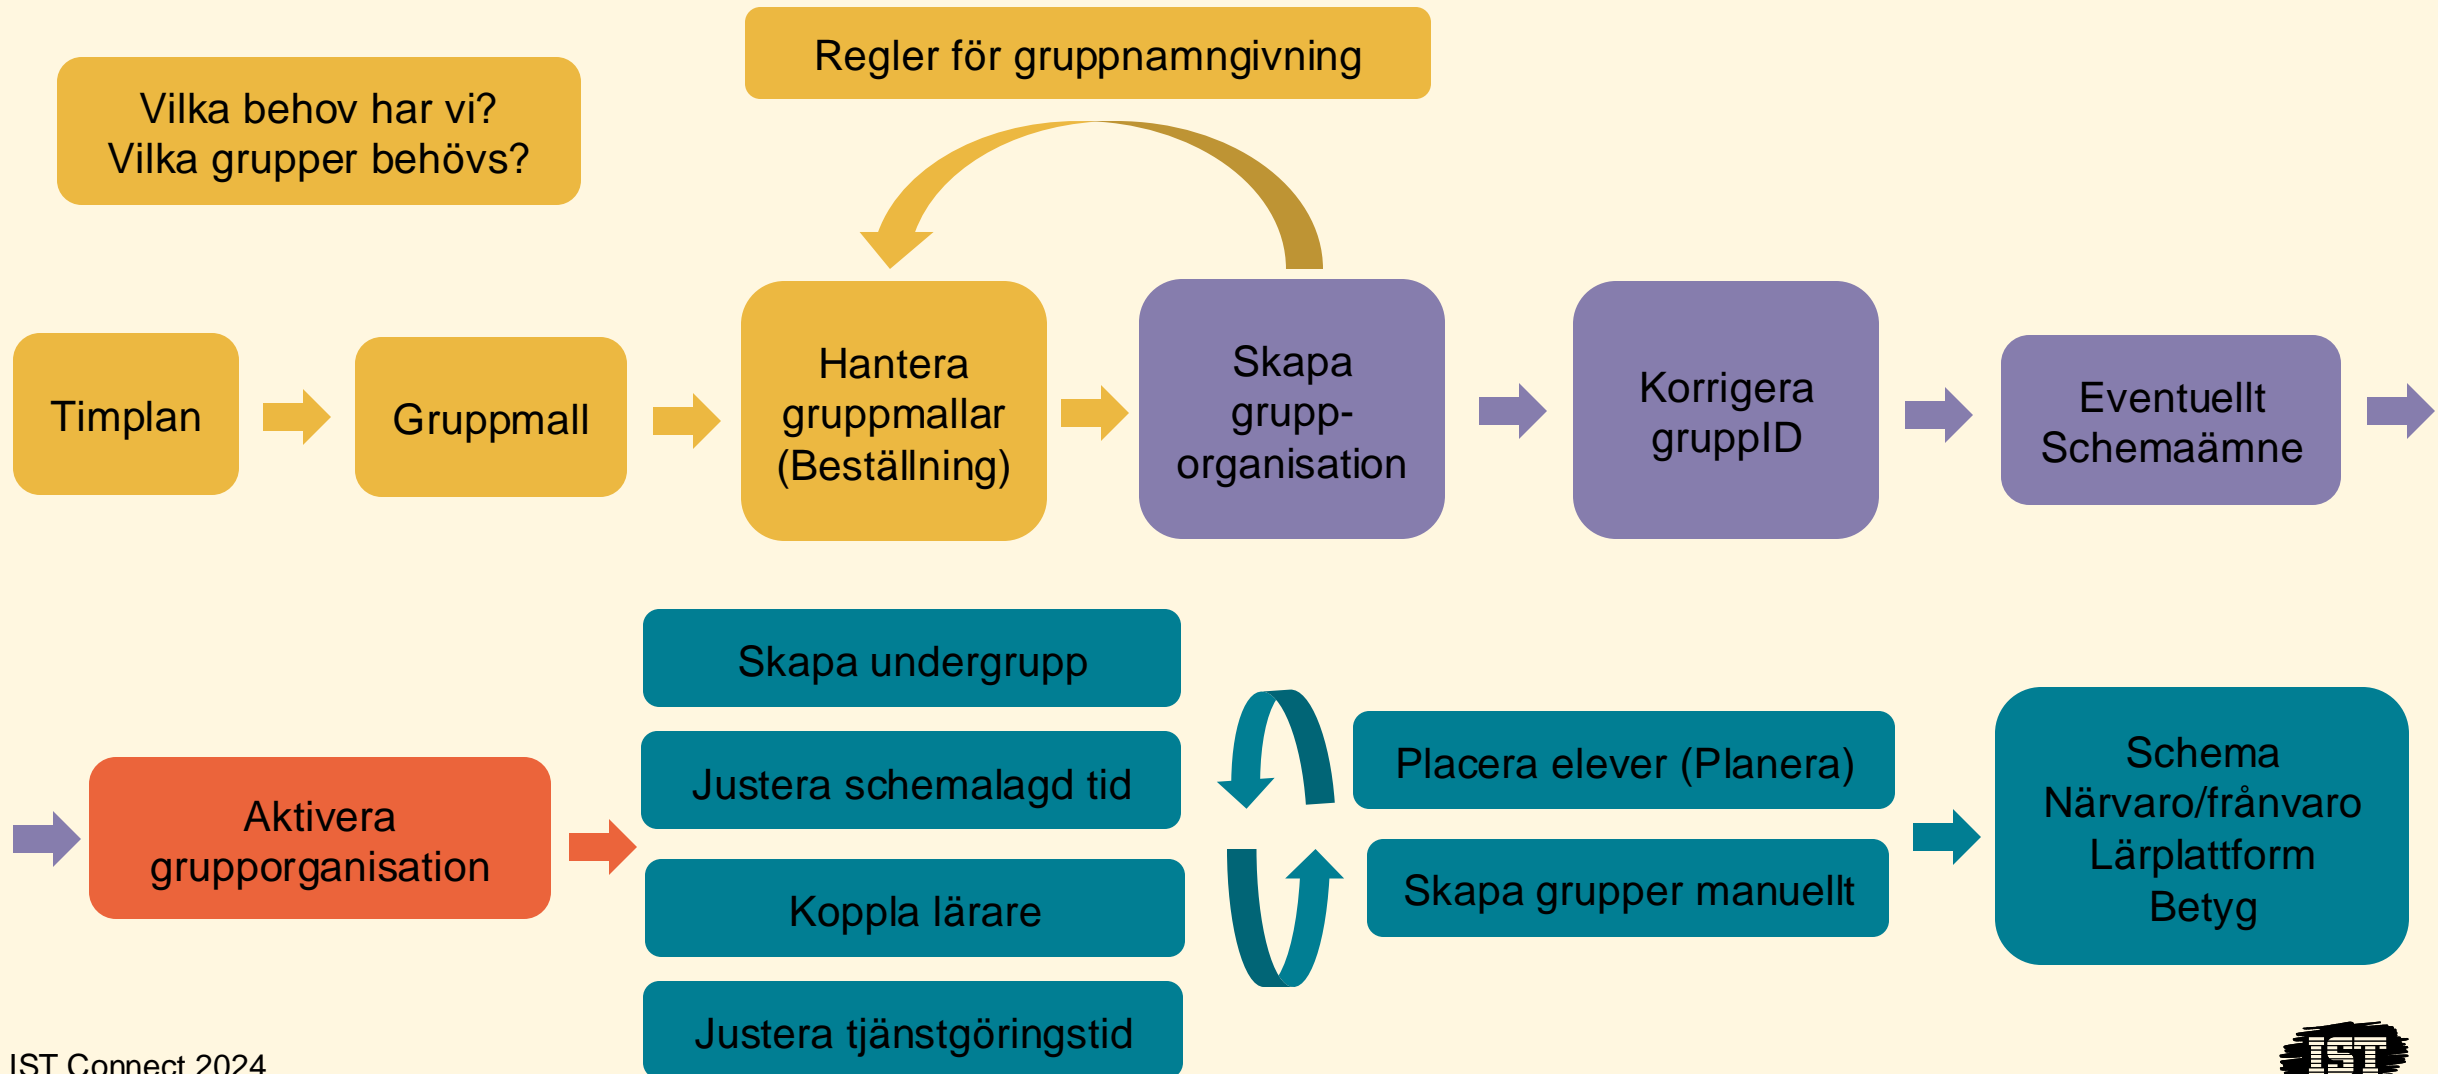 Regler för gruppnamngivning
Vilka behov har vi?
Vilka grupper behövs?
Timplan
Gruppmall
Hantera
gruppmallar
(Beställning)
Skapa
grupp-
organisation
Korrigera
gruppID
Eventuellt
Schemaämne
Aktivera
grupporganisation
Skapa undergrupp
Justera schemalagd tid
Koppla lärare
Justera tjänstgöringstid
Placera elever (Planera)
Skapa grupper manuellt
Schema
Närvaro/frånvaro
Lärplattform
Betyg
IST Connect 2024
IST